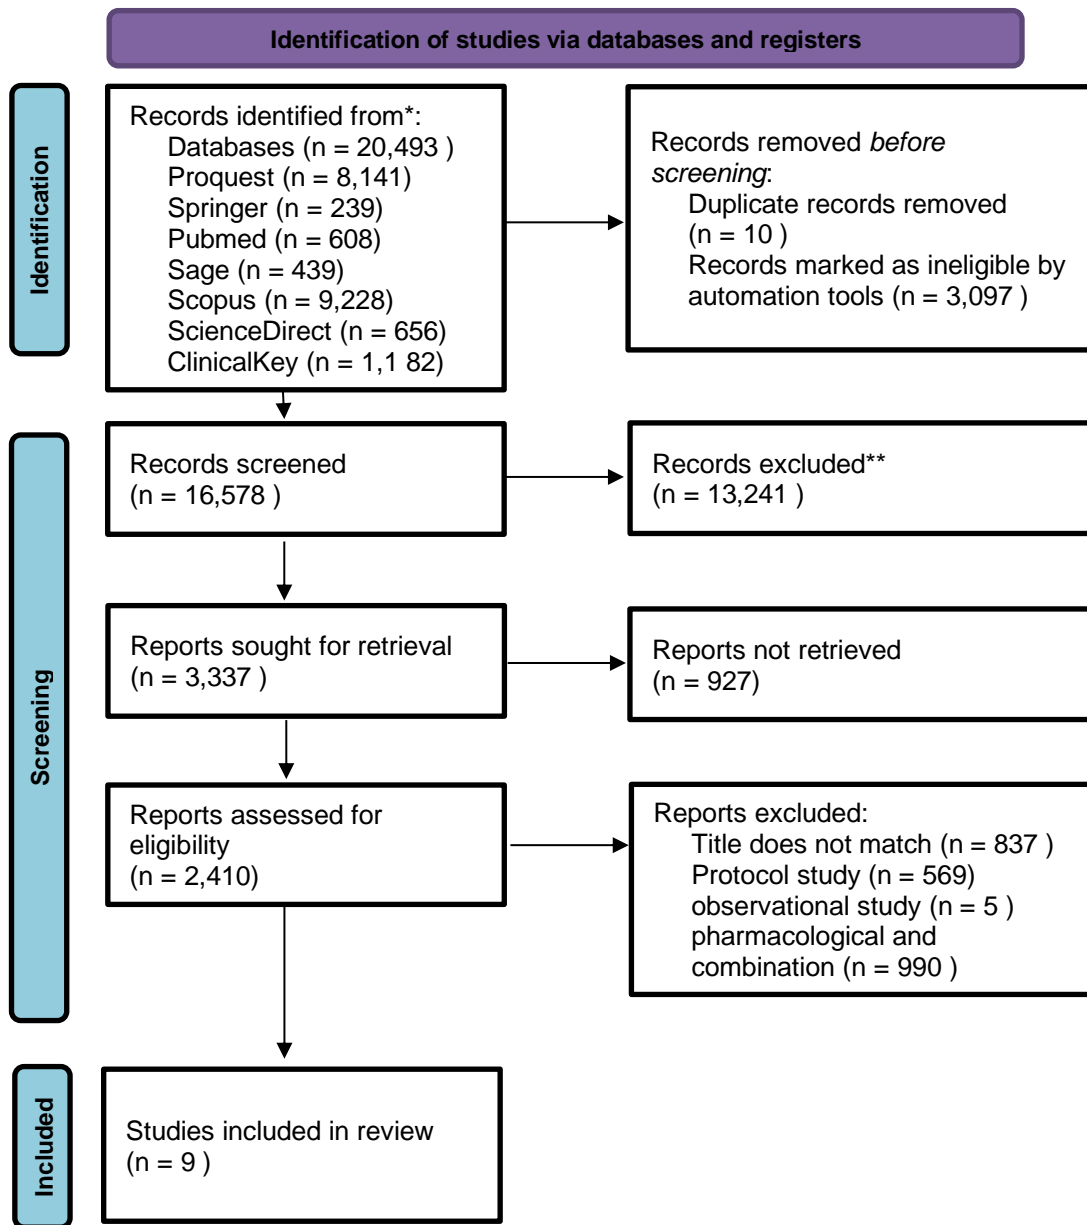 Identification of studies via databases and registers
Identification
Records identified from*:
Databases (n = 20,493 )
Proquest (n = 8,141)
Springer (n = 239)
Pubmed (n = 608)
Sage (n = 439)
Scopus (n = 9,228)
ScienceDirect (n = 656)
ClinicalKey (n = 1,1 82)
Records removed before
screening:
Duplicate records removed
(n = 10 )
Records marked as ineligible by
automation tools (n = 3,097 )
Screening
Records screened
(n = 16,578 )
Records excluded**
(n = 13,241 )
Reports sought for retrieval
(n = 3,337 )
Reports not retrieved
(n = 927)
Reports assessed for
eligibility
(n = 2,410)
Reports excluded:
Title does not match (n = 837 )
Protocol study (n = 569)
observational study (n = 5 )
pharmacological and
combination (n = 990 )
Included
Studies included in review
(n = 9 )